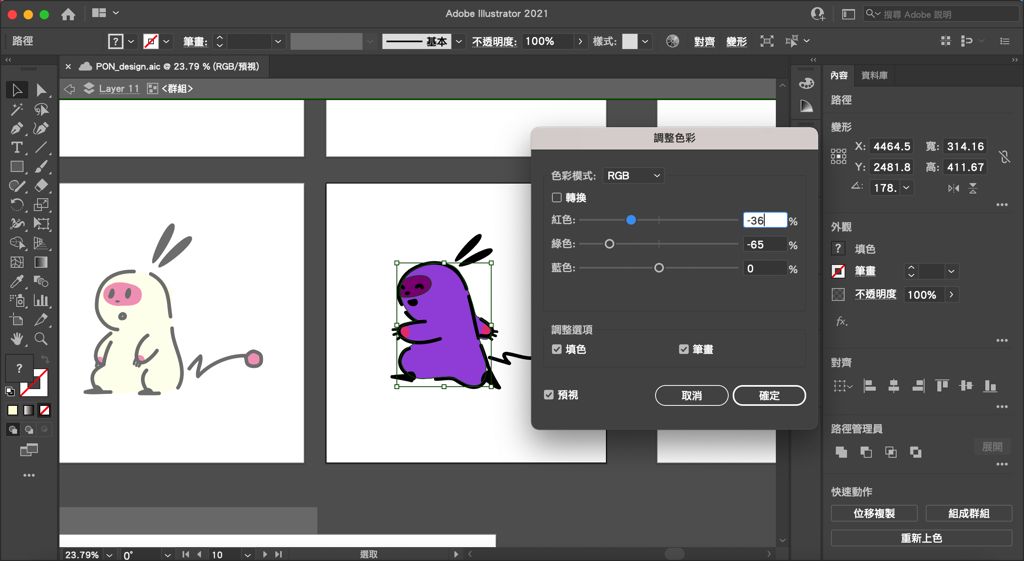 Adobe Illustrator 2021
搜尋 Adobe 說明
路徑
?
筆畫:
基本
不透明度: 100%
樣式:
對齊
變形
× PON_design.aic @ 23.79 % (RGB/預視)
Layer 11 <群組>
調整色彩
色彩模式: RGB
轉換
紅色: -36 %
綠色: -65 %
藍色: 0 %
調整選項
填色
筆畫
預視
取消
確定
內容 資料庫
路徑
變形
X: 4464.5 寬: 314.16
Y: 2481.8 高: 411.67
178.
外觀
? 填色
筆畫
不透明度 100%
fx.
對齊
路徑管理員
展開
快速動作
位移複製 組成群組
重新上色
?
23.79% 0° 10 選取